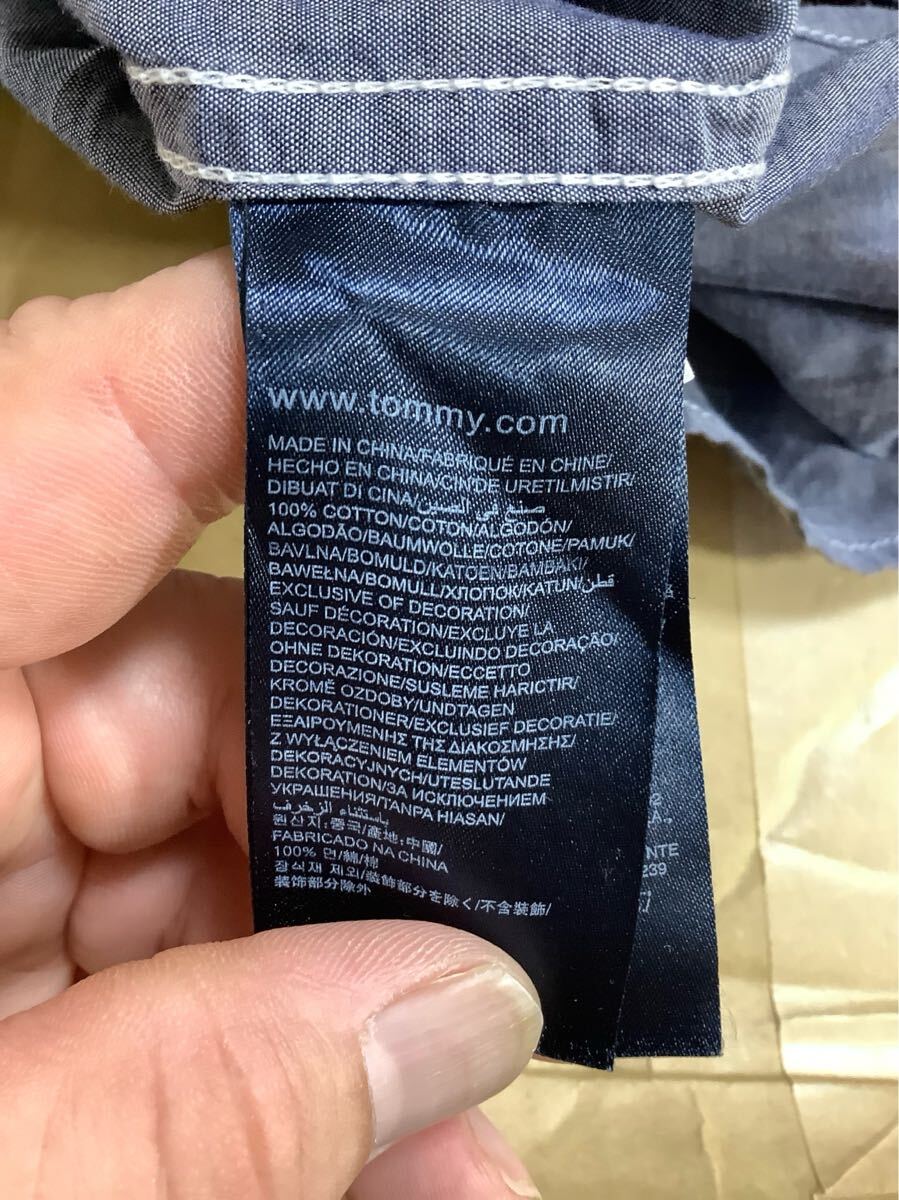 www.tommy.com
MADE IN CHINA/FABRIQUÉ EN CHINE/
HECHO EN CHINA/CIN'DE URETILMISTIR/
DIBUAT DI CINA/صنع في الصين
100% COTTON/COTON/ALGODÓN/
ALGODÃO/BAUMWOLLE/COTONE/PAMUK/
BAVLNA/BOMULD/KATOEN/BAMBAKI/
BAWEŁNA/BOMULL/ХЛОПОК/KATUN/قطن
EXCLUSIVE OF DECORATION/
SAUF DÉCORATION/EXCLUYE LA
DECORACIÓN/EXCLUINDO DECORAÇÃO/
OHNE DEKORATION/ECCETTO
DECORAZIONE/SUSLEME HARICTIR/
KROMĚ OZDOBY/UNDTAGEN
DEKORATIONER/EXCLUSIEF DECORATIE/
ΕΞΑΙΡΟΥΜΕΝΗΣ ΤΗΣ ΔΙΑΚΟΣΜΗΣΗΣ/
Z WYŁĄCZENIEM ELEMENTÓW
DEKORACYJNYCH/UTESLUTANDE
DEKORATION/ЗА ИСКЛЮЧЕНИЕМ
УКРАШЕНИЯ/TANPA HIASAN/
باستثناء الزخرف
원산지:중국/產地:中國/
FABRICADO NA CHINA
100% 면/綿/棉
장식재 제외/装飾部分を除く/不含装飾/
装饰部分除外
NTE
239